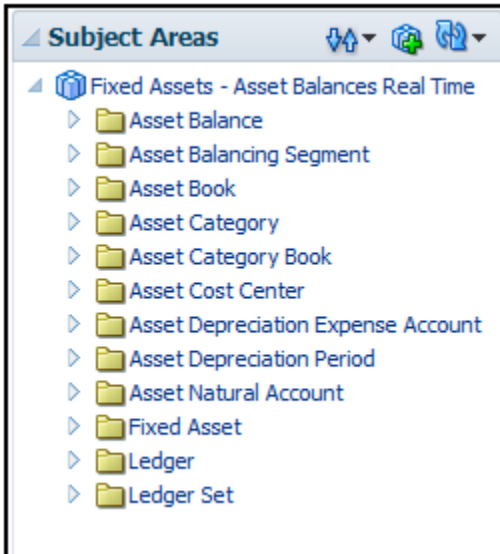 Subject Areas
Fixed Assets - Asset Balances Real Time
Asset Balance
Asset Balancing Segment
Asset Book
Asset Category
Asset Category Book
Asset Cost Center
Asset Depreciation Expense Account
Asset Depreciation Period
Asset Natural Account
Fixed Asset
Ledger
Ledger Set